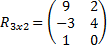 R3x2 = ( 9 2
-3 4
1 0 )